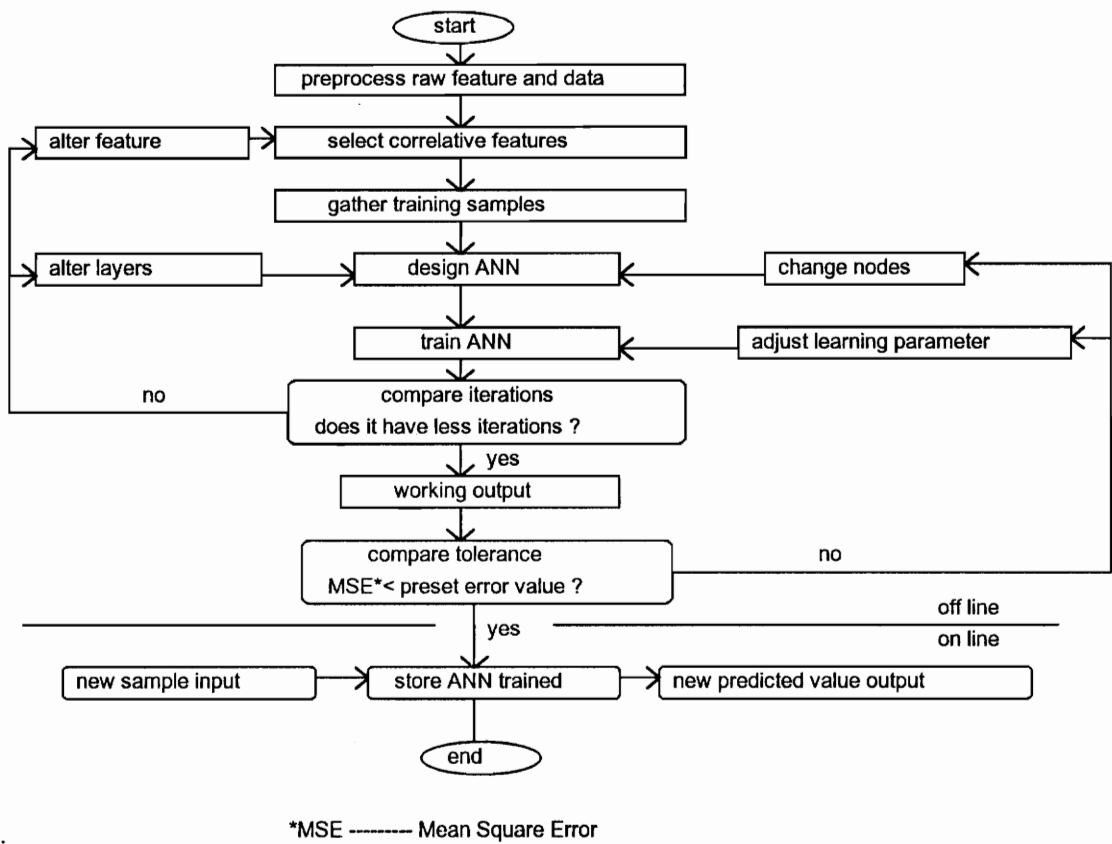 start
preprocess raw feature and data
alter feature
select correlative features
gather training samples
alter layers
design ANN
change nodes
train ANN
adjust learning parameter
no
compare iterations
does it have less iterations ?
yes
working output
compare tolerance
MSE*< preset error value ?
no
off line
yes
on line
new sample input
store ANN trained
new predicted value output
end
*MSE -------- Mean Square Error